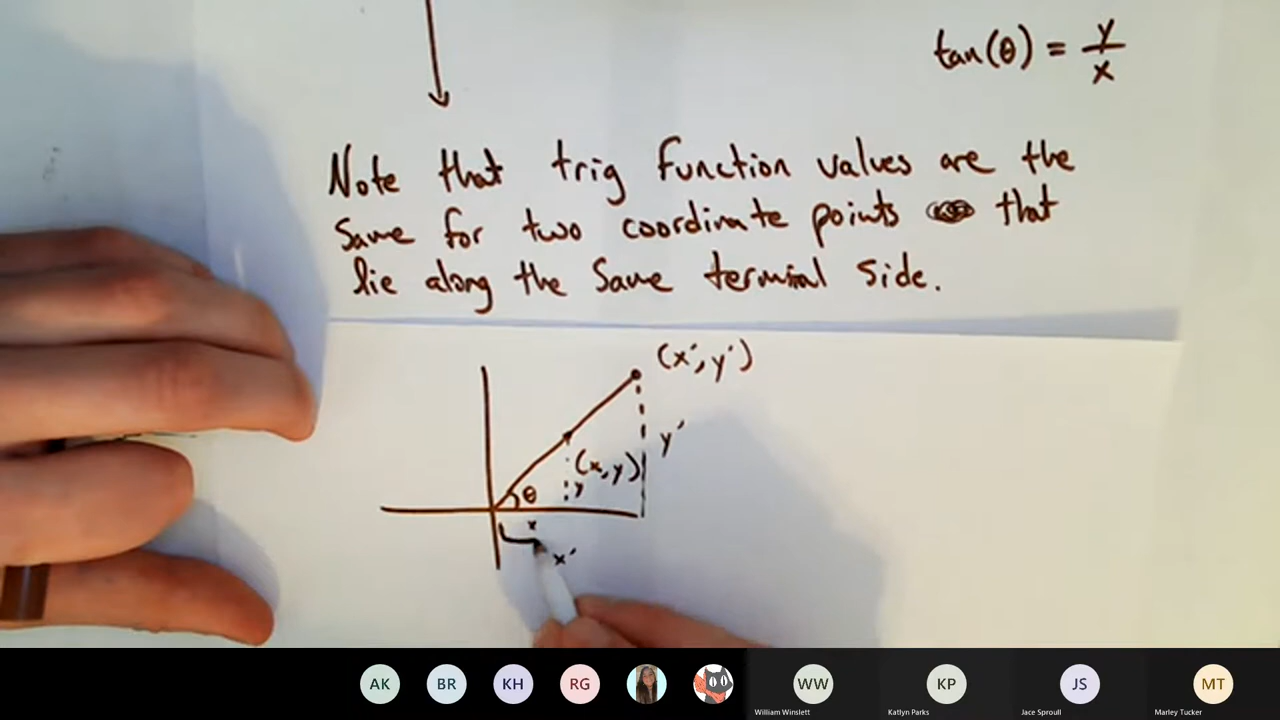 tan(θ) = y/x
Note that trig function values are the
same for two coordinate points that
lie along the same terminal side.
(x', y')
y'
(x, y)
y
θ
x
x'
AK
BR
KH
RG
WW
KP
JS
MT
William Winslett
Katlyn Parks
Jace Sproull
Marley Tucker